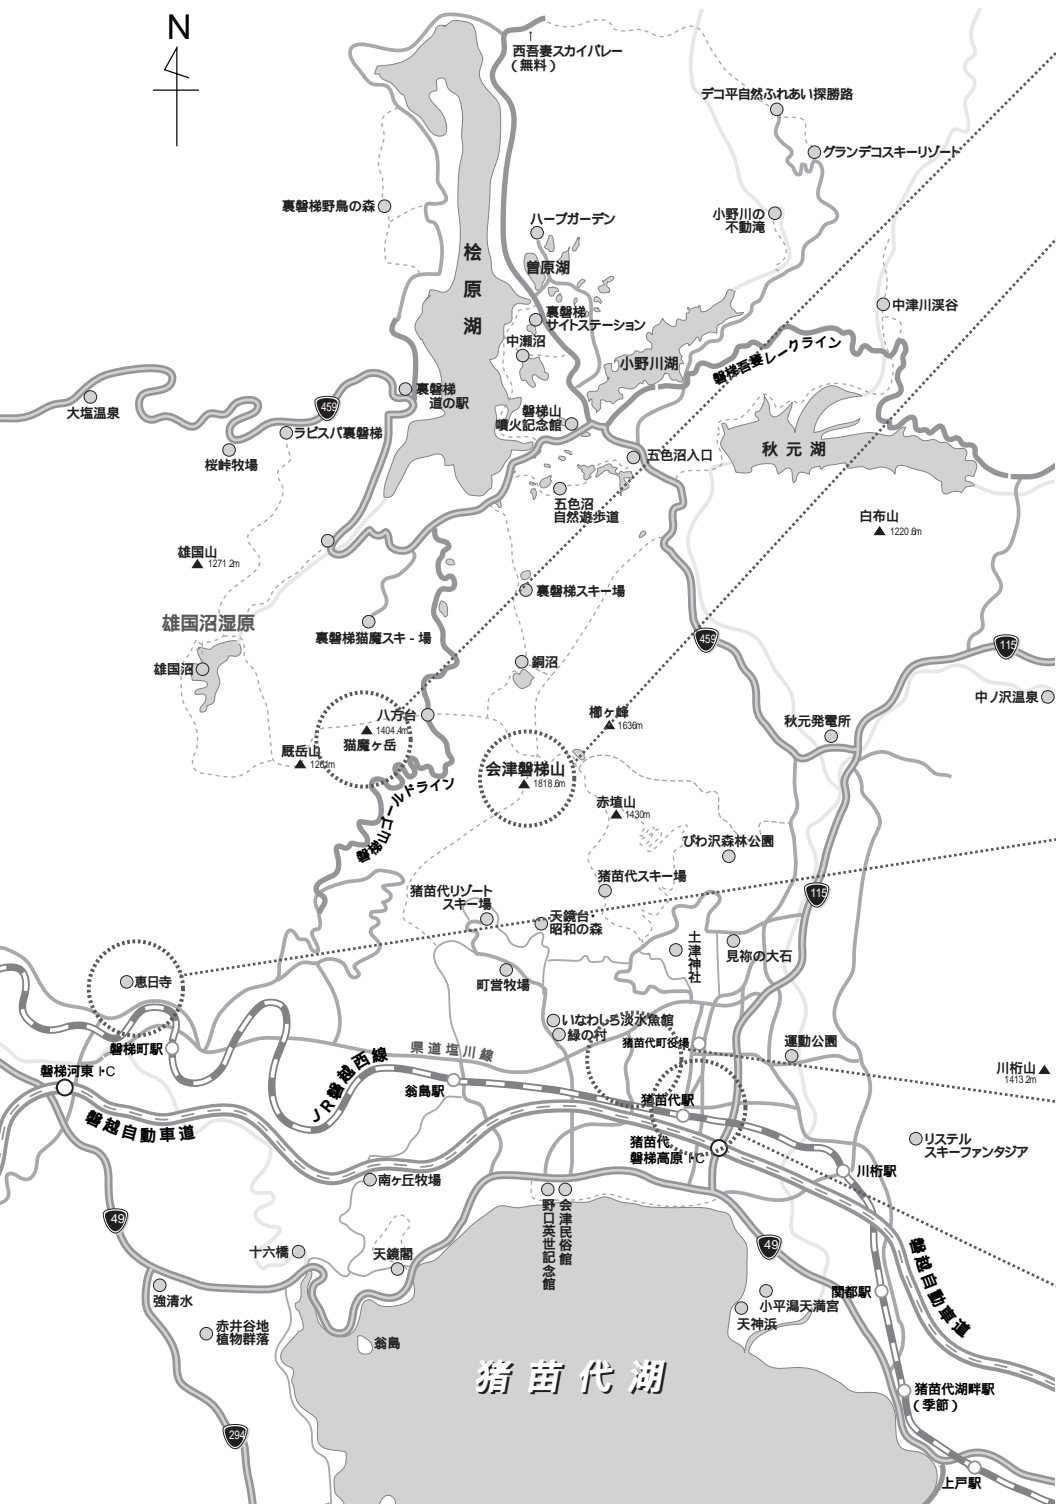 N
↑
西吾妻スカイバレー
（無料）
デコ平自然ふれあい探勝路
グランデコスキーリゾート
裏磐梯野鳥の森
小野川の
不動滝
ハーブガーデン
曽原湖
桧原湖
中津川渓谷
裏磐梯
サイトステーション
中瀬沼
小野川湖
磐梯吾妻レークライン
大塩温泉
459
裏磐梯
道の駅
ラビスパ裏磐梯
桜峠牧場
磐梯山
噴火記念館
五色沼入口
秋元湖
五色沼
自然遊歩道
白布山
1220.6m
雄国山
1271.2m
裏磐梯スキー場
雄国沼湿原
裏磐梯猫魔スキ-場
459
115
雄国沼
銅沼
中ノ沢温泉
八方台
1404.4m
猫魔ヶ岳
櫛ヶ峰
1636m
秋元発電所
厩岳山
1261m
会津磐梯山
1818.6m
磐梯山ゴールドライン
赤埴山
1430m
びわ沢森林公園
猪苗代リゾート
スキー場
猪苗代スキー場
115
天鏡台・
昭和の森
土津神社
見祢の大石
恵日寺
町営牧場
いなわしろ淡水魚館
緑の村
猪苗代町役場
運動公園
磐梯町駅
県道塩川線
磐梯河東I・C
JR磐越西線
翁島駅
川桁山
1413.2m
猪苗代駅
磐越自動車道
猪苗代
磐梯高原I・C
リステル
スキーファンタジア
川桁駅
南ヶ丘牧場
野口英世記念館
会津民俗館
49
十六橋
天鏡閣
49
磐越自動車道
関都駅
強清水
小平潟天満宮
天神浜
赤井谷地
植物群落
翁島
猪苗代湖
猪苗代湖畔駅
（季節）
294
上戸駅